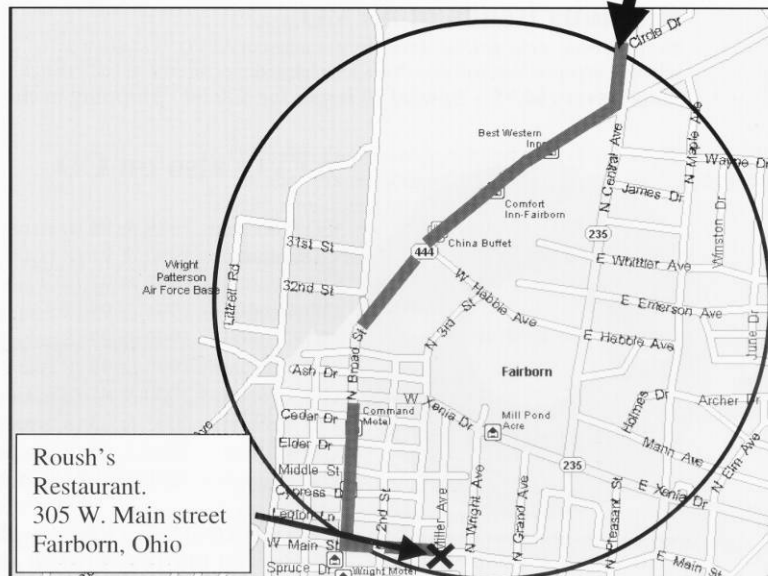 Circle Dr
Best Western
Inn
N Central Ave
N Maple Ave
Wayne Dr
James Dr
Comfort
Inn-Fairborn
Winston Dr
235
China Buffet
444
31st St
32nd St
Wright
Patterson
Air Force Base
Littrell Rd
E Whittier Ave
W Hebble Ave
E Emerson Ave
N 3rd St
E Hebble Ave
June Dr
N Broad St
Ash Dr
Fairborn
W Xenia Dr
Command
Motel
Mill Pond
Acre
Holmes Dr
Archer Dr
Cedar Dr
Elder Dr
Mann Ave
N Elm Ave
Middle St
235
Cypress Dr
E Xenia Dr
N 2nd St
Miller Ave
N Wright Ave
N Grand Ave
N Pleasant St
W Main St
E Main St
Spruce Dr
Wright Motel
Roush's
Restaurant.
305 W. Main street
Fairborn, Ohio